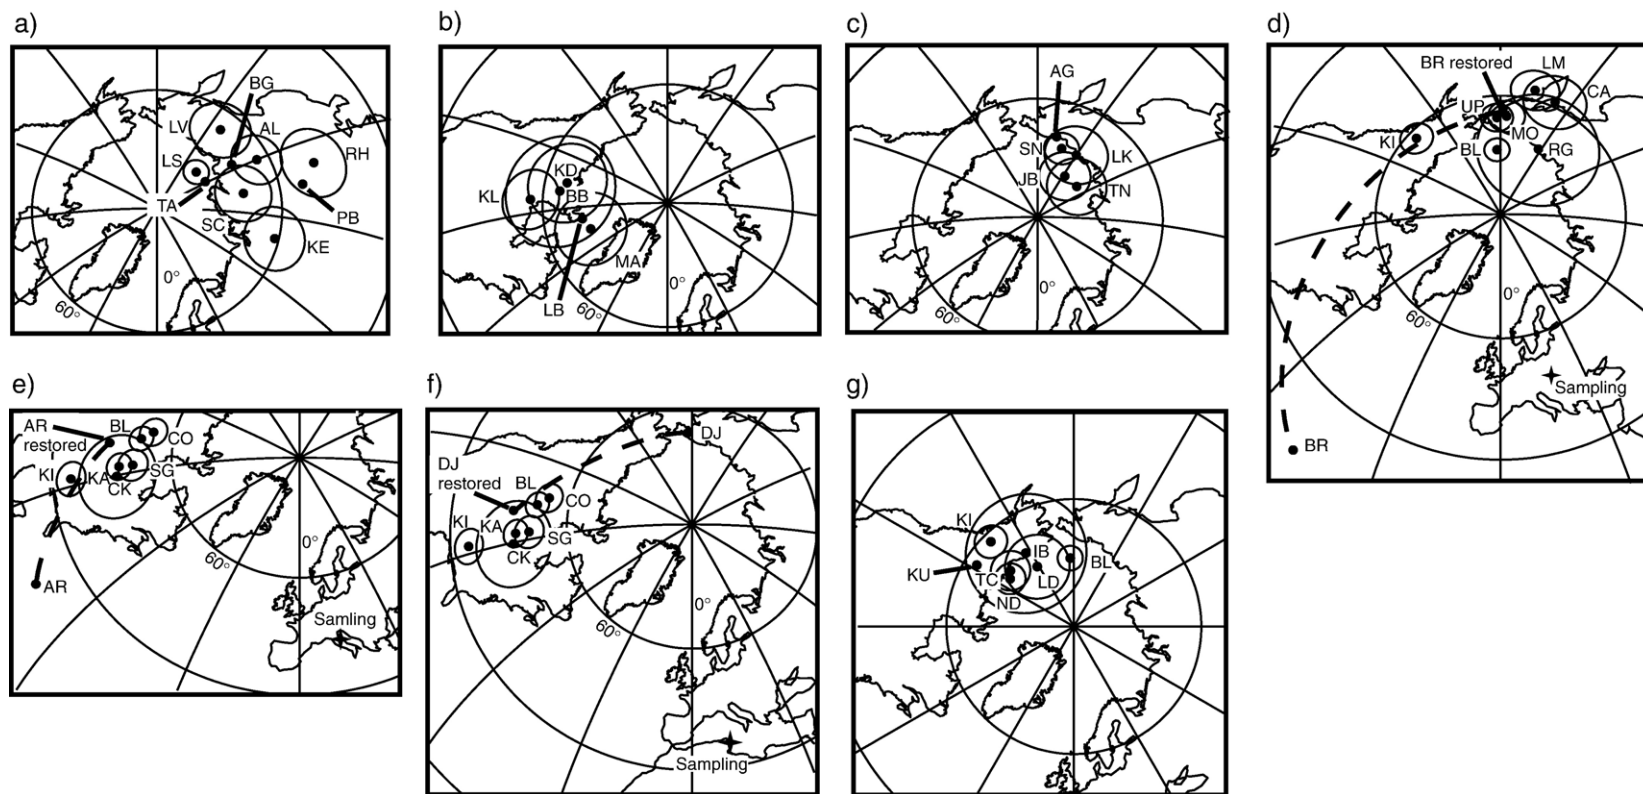 a)
BG
LV
AL
LS
RH
TA
SC
PB
KE
0°
60°
b)
KD
KL
BB
MA
LB
0°
60°
c)
AG
SN
LK
JB
TN
0°
60°
d)
BR restored
LM
UP
CA
MO
KI
BL
RG
0°
60°
Sampling
BR
e)
AR
restored
BL
CO
KI
KA
SG
CK
0°
60°
AR
Samling
f)
DJ
DJ
restored
BL
CO
KI
KA
SG
CK
0°
60°
Sampling
g)
KI
IB
BL
KU
TC
LD
ND